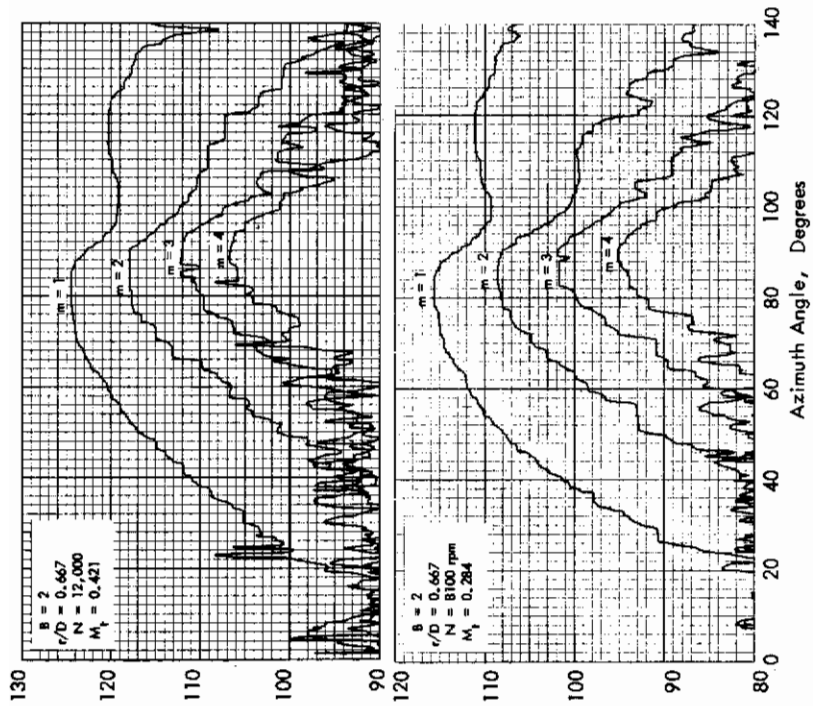 130
120
110
100
90
B = 2
r/D = 0.667
N = 12,000
Mt = 0.421
m = 1
m = 2
m = 3
m = 4
120
110
100
90
80
B = 2
r/D = 0.667
N = 8100 rpm
Mt = 0.284
m = 1
m = 2
m = 3
m = 4
0
20
40
60
80
100
120
140
Azimuth Angle, Degrees